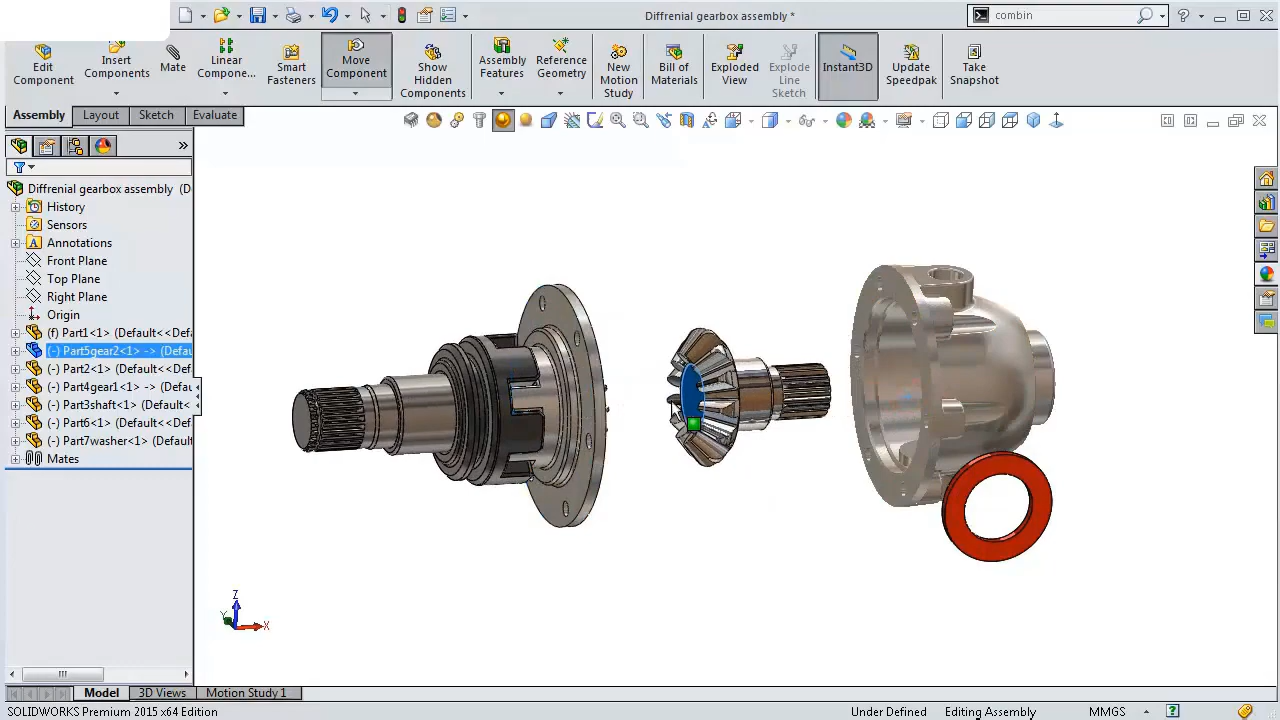 Diffrenial gearbox assembly *
combin
Edit Component
Insert Components
Mate
Linear Compone...
Smart Fasteners
Move Component
Show Hidden Components
Assembly Features
Reference Geometry
New Motion Study
Bill of Materials
Exploded View
Explode Line Sketch
Instant3D
Update Speedpak
Take Snapshot
Assembly
Layout
Sketch
Evaluate
Diffrenial gearbox assembly (D
History
Sensors
A Annotations
Front Plane
Top Plane
Right Plane
Origin
(f) Part1<1> (Default<<Def
(-) Part5gear2<1> -> (Defau
(-) Part2<1> (Default<<Def
(-) Part4gear1<1> -> (Defau
(-) Part3shaft<1> (Default<
(-) Part6<1> (Default<<Def
(-) Part7washer<1> (Default
Mates
Z
Y
X
Model
3D Views
Motion Study 1
SOLIDWORKS Premium 2015 x64 Edition
Under Defined
Editing Assembly
MMGS